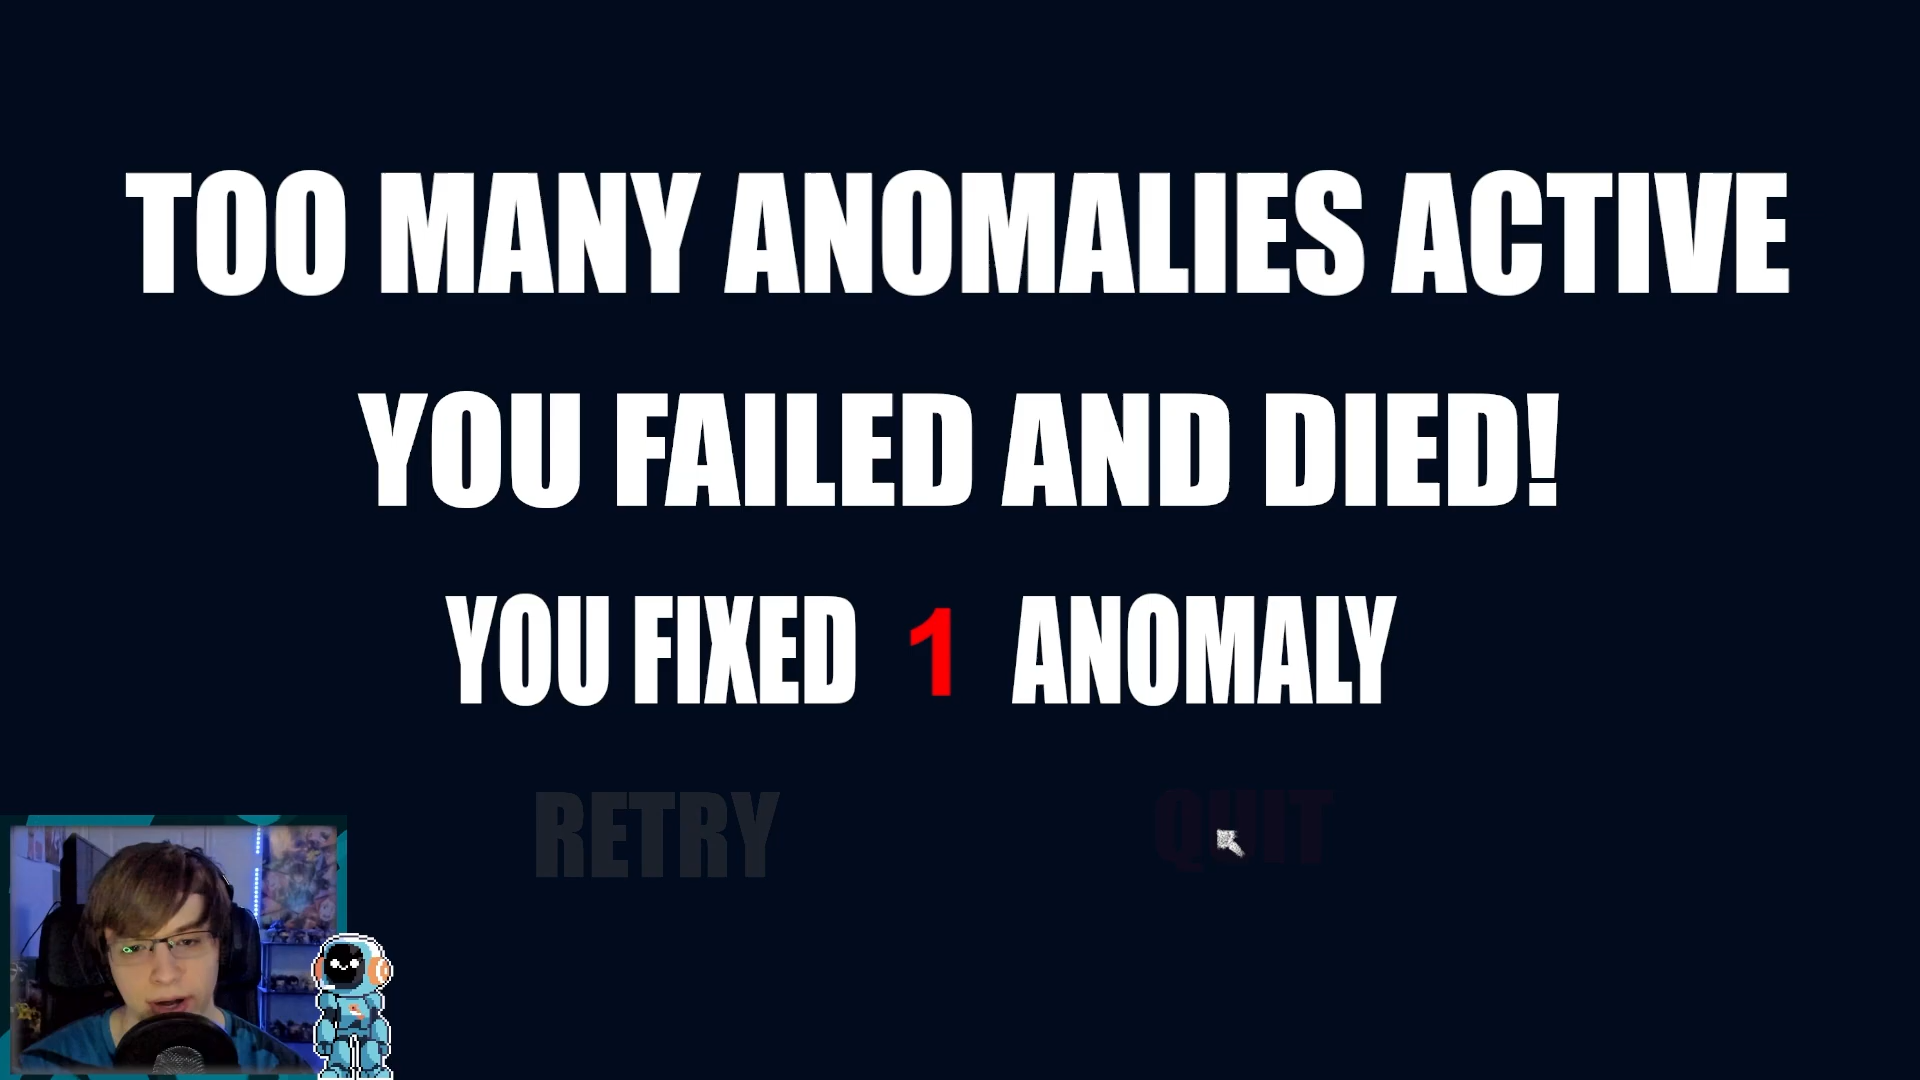 TOO MANY ANOMALIES ACTIVE
YOU FAILED AND DIED!
YOU FIXED 1 ANOMALY
RETRY QUIT